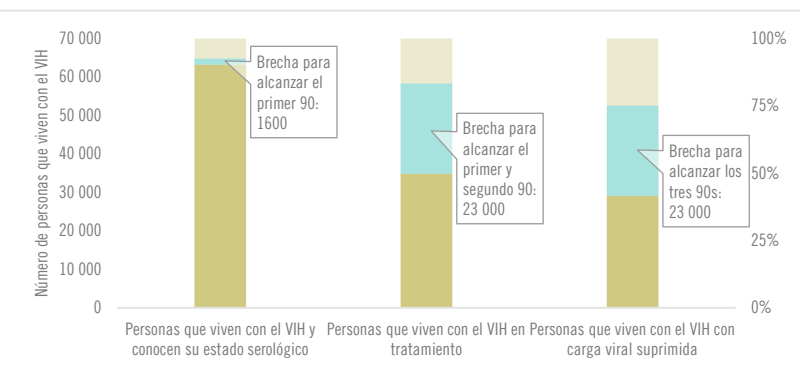 Número de personas que viven con el VIH
70 000
60 000
50 000
40 000
30 000
20 000
10 000
0
100%
75%
50%
25%
0%
Brecha para
alcanzar el
primer 90:
1600
Brecha para
alcanzar el
primer y
segundo 90:
23 000
Brecha para
alcanzar los
tres 90s:
23 000
Personas que viven con el VIH y
conocen su estado serológico
Personas que viven con el VIH en
tratamiento
Personas que viven con el VIH con
carga viral suprimida